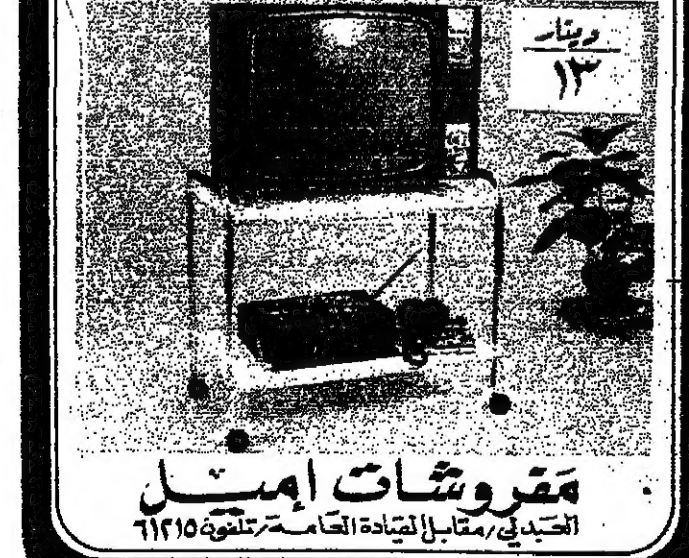 دينار
١٣
مفروشات إميل
العبدلي / مقابل القيادة العامة / تلفون ٦١٢١٥